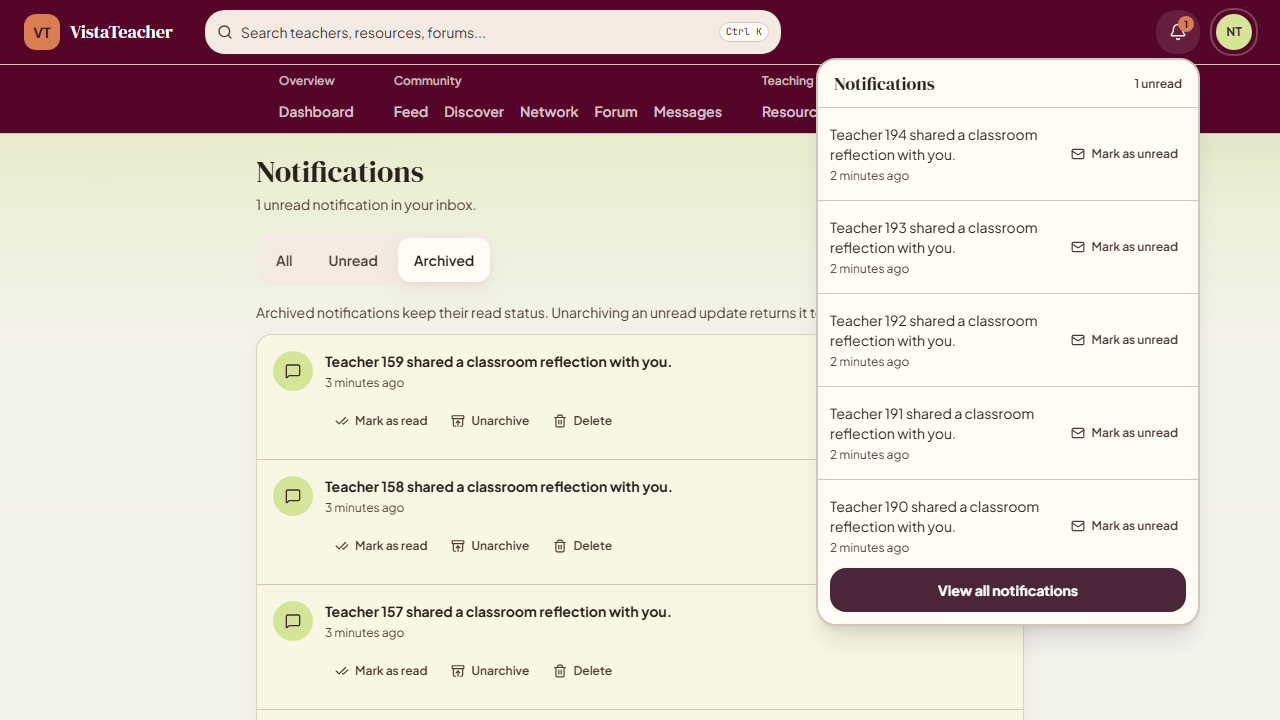 VT VistaTeacher
Search teachers, resources, forums...
Ctrl K
1
NT
Overview
Dashboard
Community
Feed Discover Network Forum Messages
Teaching
Resourc
Notifications
1 unread notification in your inbox.
All Unread Archived
Archived notifications keep their read status. Unarchiving an unread update returns it t
Teacher 159 shared a classroom reflection with you.
3 minutes ago
Mark as read Unarchive Delete
Teacher 158 shared a classroom reflection with you.
3 minutes ago
Mark as read Unarchive Delete
Teacher 157 shared a classroom reflection with you.
3 minutes ago
Mark as read Unarchive Delete
Notifications 1 unread
Teacher 194 shared a classroom
reflection with you.
2 minutes ago
Mark as unread
Teacher 193 shared a classroom
reflection with you.
2 minutes ago
Mark as unread
Teacher 192 shared a classroom
reflection with you.
2 minutes ago
Mark as unread
Teacher 191 shared a classroom
reflection with you.
2 minutes ago
Mark as unread
Teacher 190 shared a classroom
reflection with you.
2 minutes ago
Mark as unread
View all notifications